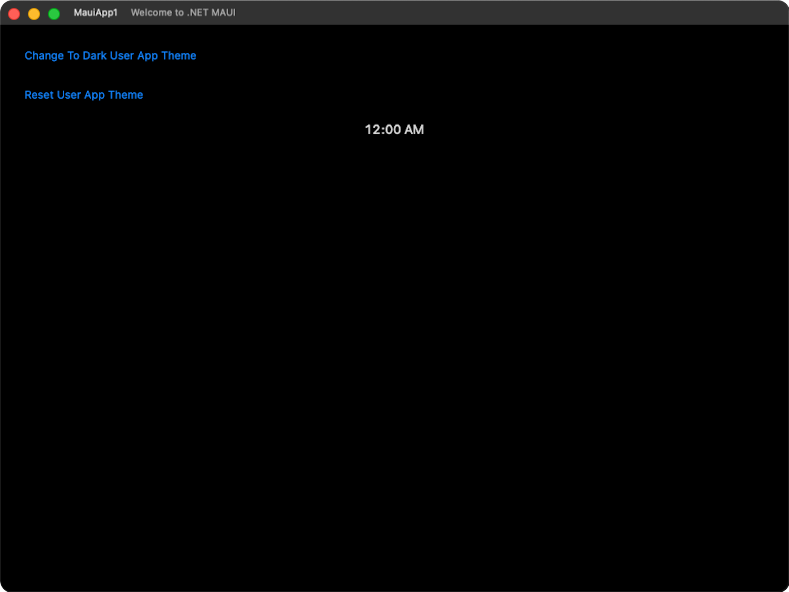 MauiApp1 Welcome to .NET MAUI
Change To Dark User App Theme
Reset User App Theme
12:00 AM